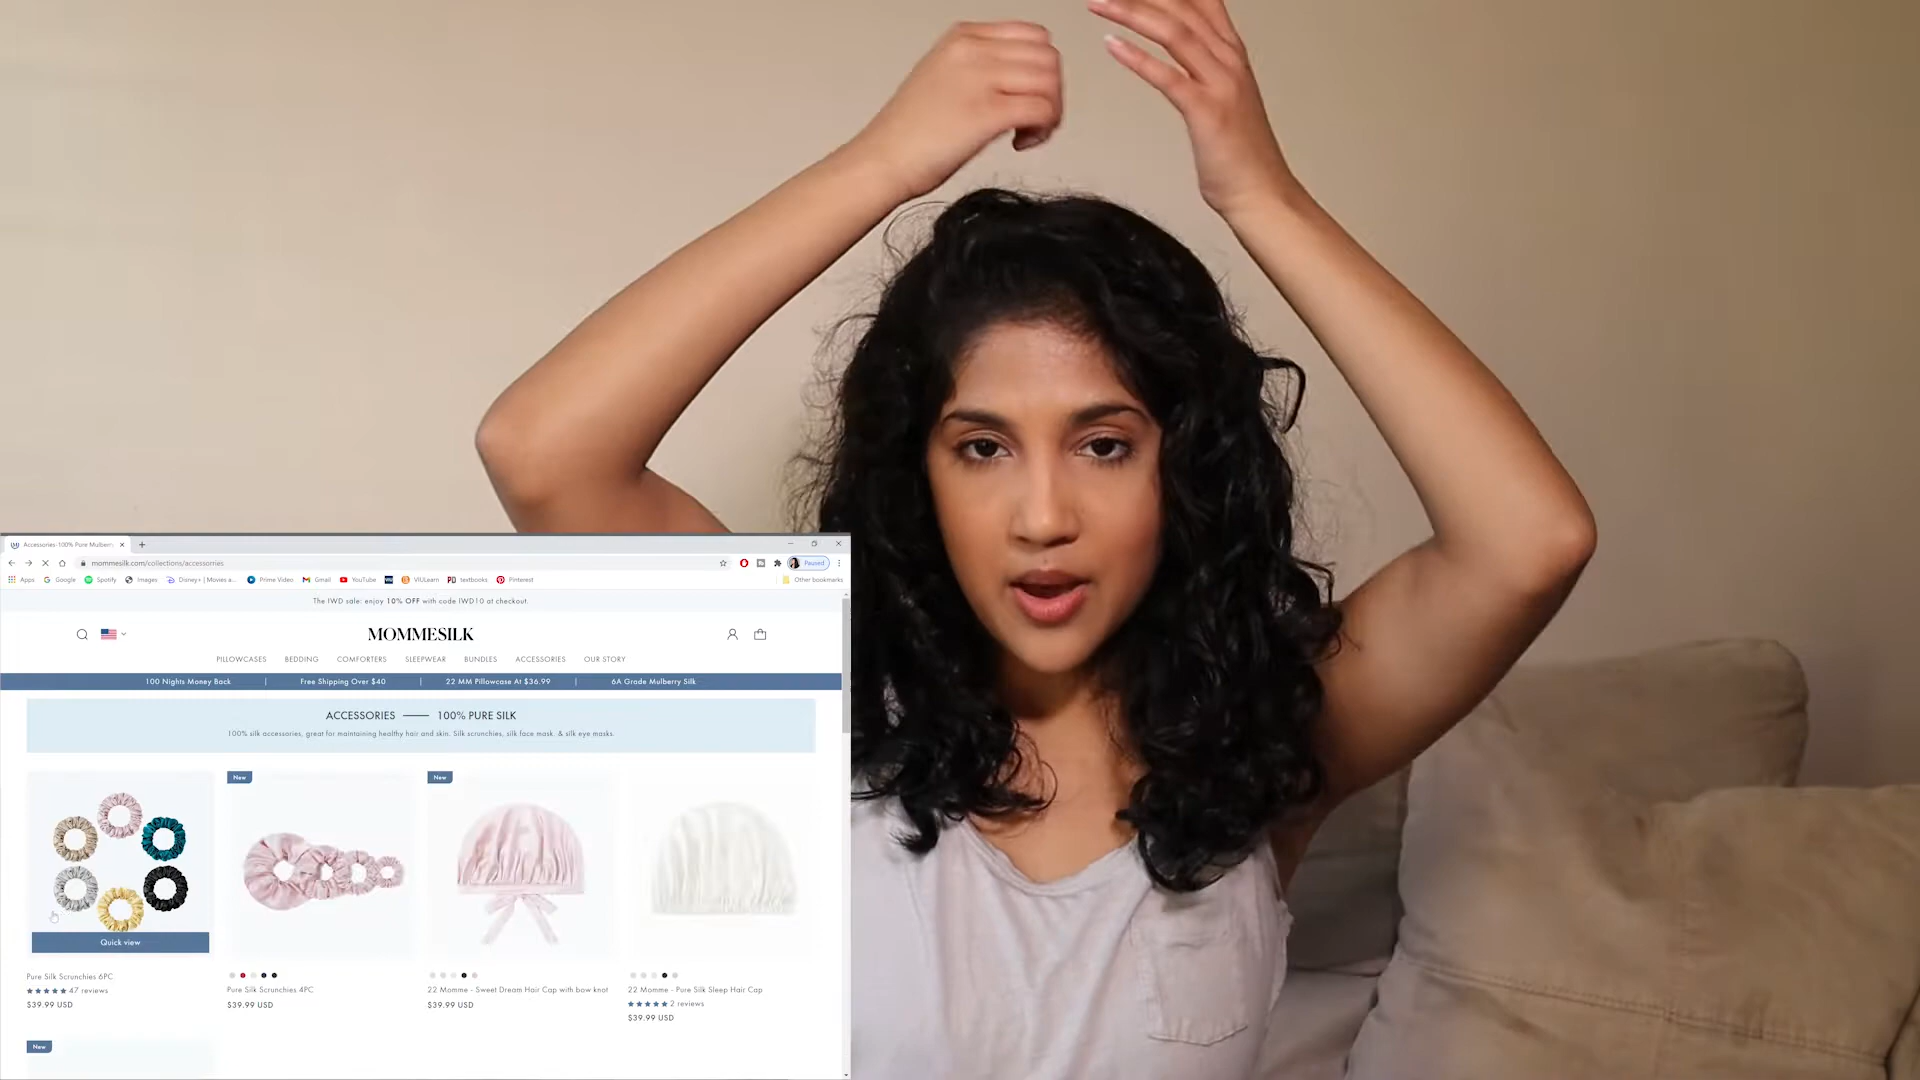 Accessories-100% Pure Mulberr
mommesilk.com/collections/accessories
Paused
Apps Google Spotify Images Disney+ | Movies a... Prime Video Gmail YouTube VIU VIULearn textbooks Pinterest Other bookmarks
The IWD sale: enjoy 10% OFF with code IWD10 at checkout.
MOMMESILK
PILLOWCASES BEDDING COMFORTERS SLEEPWEAR BUNDLES ACCESSORIES OUR STORY
100 Nights Money Back | Free Shipping Over $40 | 22 MM Pillowcase At $36.99 | 6A Grade Mulberry Silk
ACCESSORIES —— 100% PURE SILK
100% silk accessories, great for maintaining healthy hair and skin. Silk scrunchies, silk face mask. & silk eye masks.
New
New
Quick view
Pure Silk Scrunchies 6PC
47 reviews
$39.99 USD
Pure Silk Scrunchies 4PC
$39.99 USD
22 Momme - Sweet Dream Hair Cap with bow knot
$39.99 USD
22 Momme - Pure Silk Sleep Hair Cap
2 reviews
$39.99 USD
New